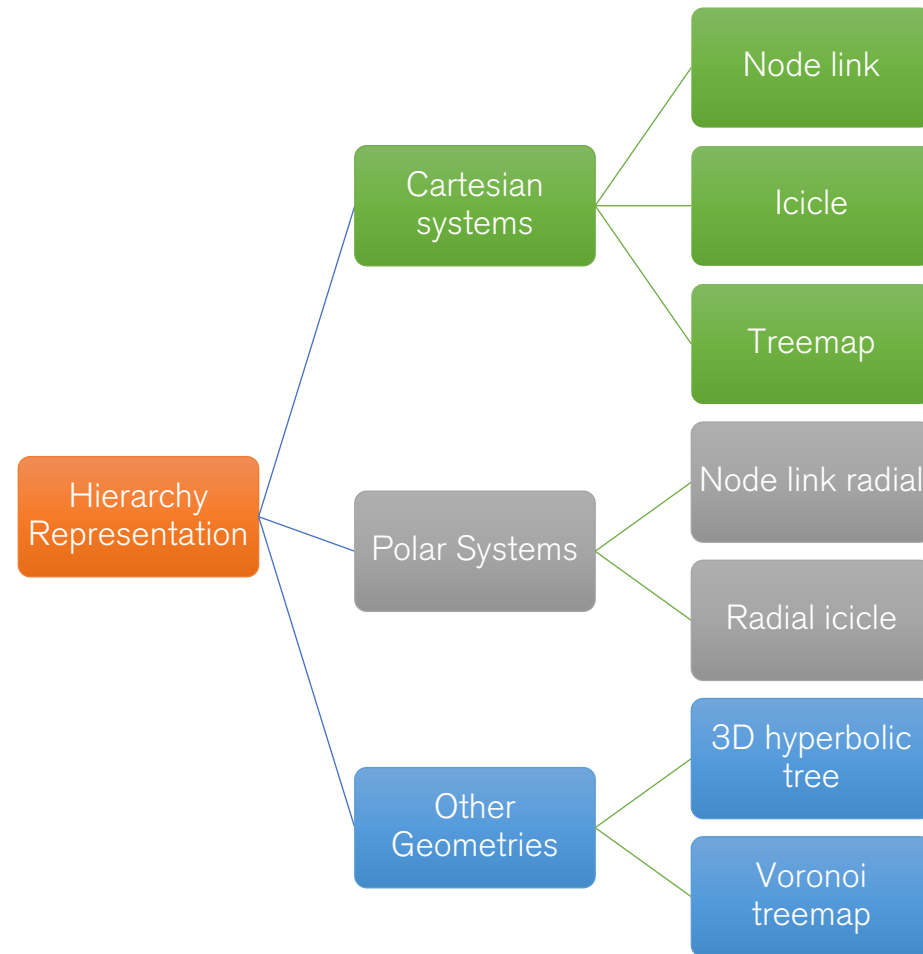 Node link
Cartesian
systems
Icicle
Treemap
Hierarchy
Representation
Node link radial
Polar Systems
Radial icicle
3D hyperbolic
tree
Other
Geometries
Voronoi
treemap